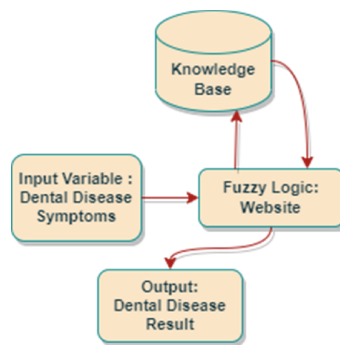 Knowledge
Base
Input Variable :
Dental Disease
Symptoms
Fuzzy Logic:
Website
Output:
Dental Disease
Result